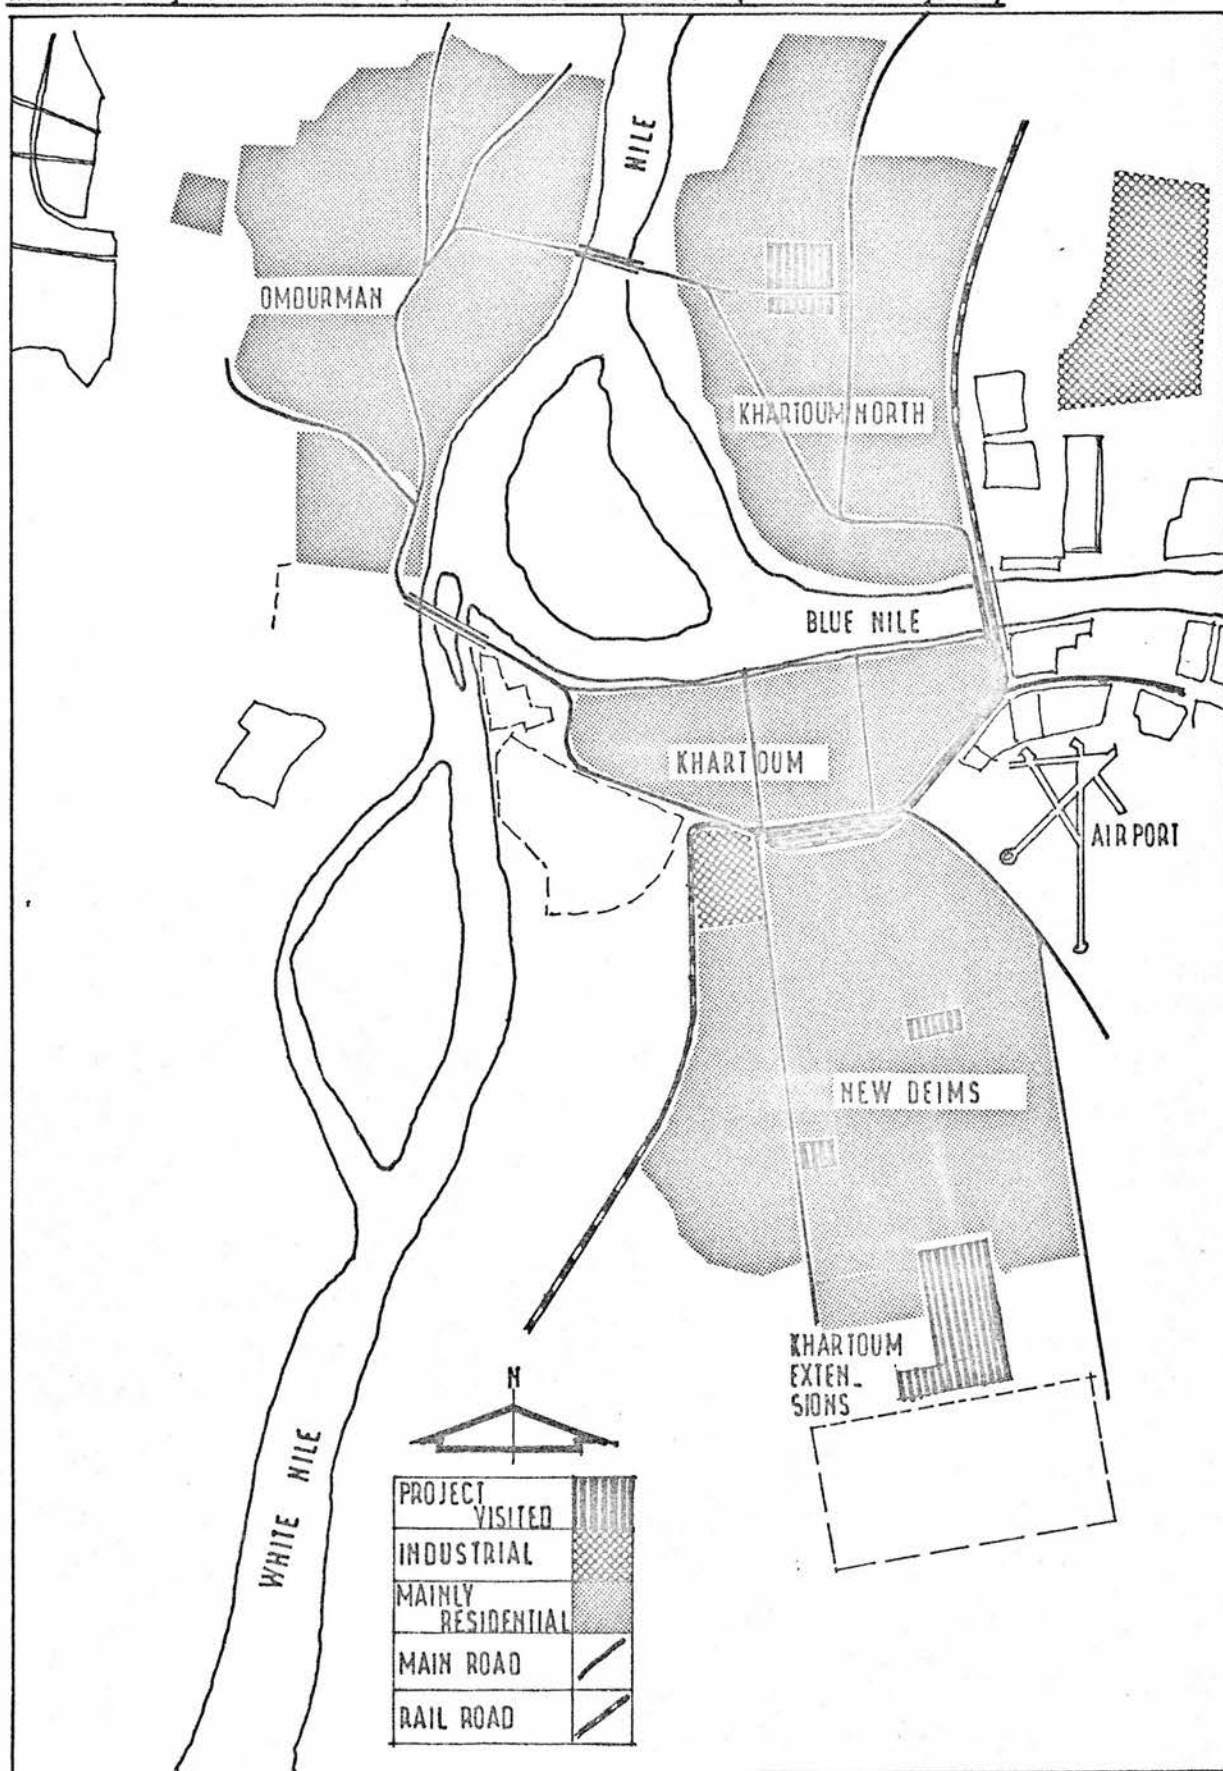 NILE
OMDURMAN
KHARTOUM NORTH
BLUE NILE
KHARTOUM
AIRPORT
NEW DEIMS
KHARTOUM
EXTEN-
SIONS
WHITE NILE
N
PROJECT
VISITED
INDUSTRIAL
MAINLY
RESIDENTIAL
MAIN ROAD
RAIL ROAD